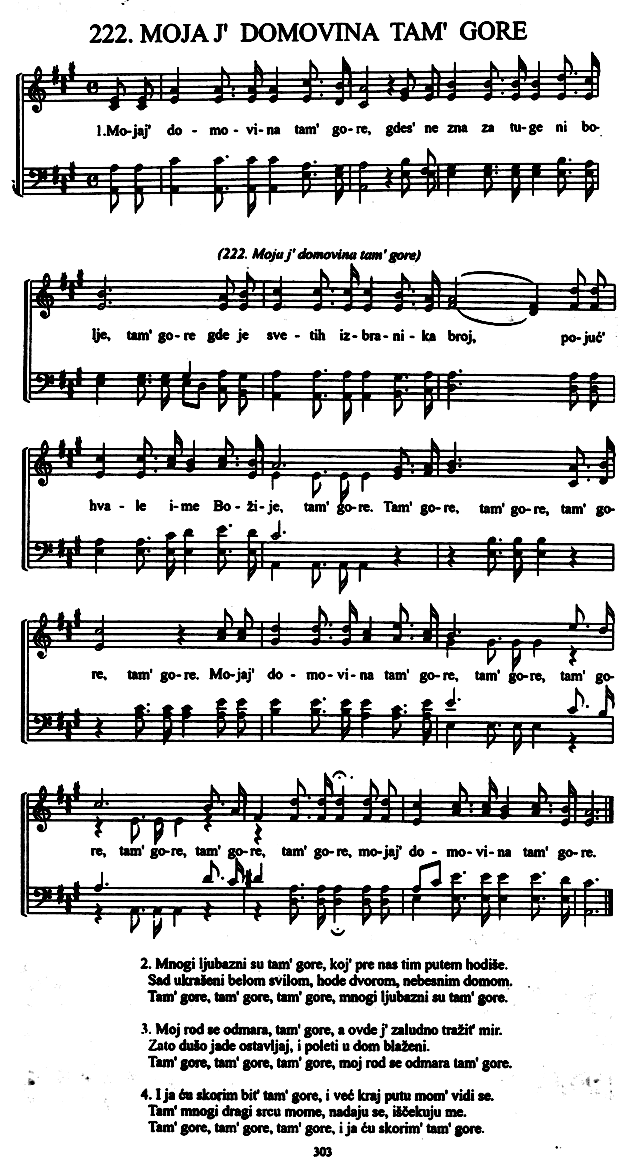 222. MOJA J' DOMOVINA TAM' GORE
1.Mo-jaj' do - mo - vi-na tam' go-re, gdes' ne zna za tu-ge ni bo-
(222. Moja j' domovina tam' gore)
lje, tam' go-re gde je sve - tih iz-bra-ni-ka broj, po-juć'
hva - le i-me Bo-ži-je, tam' go-re. Tam' go-re, tam' go-re, tam' go-
re, tam' go-re. Mo-jaj' do - mo-vi-na tam' go-re, tam' go-re, tam' go-
re, tam' go-re, tam' go-re, tam' go-re, mo-jaj' do - mo-vi-na tam' go-re.
2. Mnogi ljubazni su tam' gore, koj' pre nas tim putem hodiše.
Sad ukrašeni belom svilom, hode dvorom, nebesnim domom.
Tam' gore, tam' gore, tam' gore, mnogi ljubazni su tam' gore.
3. Moj rod se odmara, tam' gore, a ovde j' zaludno tražit' mir.
Zato dušo jade ostavljaj, i poleti u dom blaženi.
Tam' gore, tam' gore, tam' gore, moj rod se odmara tam' gore.
4. I ja ću skorim bit' tam' gore, i već kraj putu mom' vidi se.
Tam' mnogi dragi srcu mome, nadaju se, iščekuju me.
Tam' gore, tam' gore, tam' gore, i ja ću skorim' tam' gore.
303